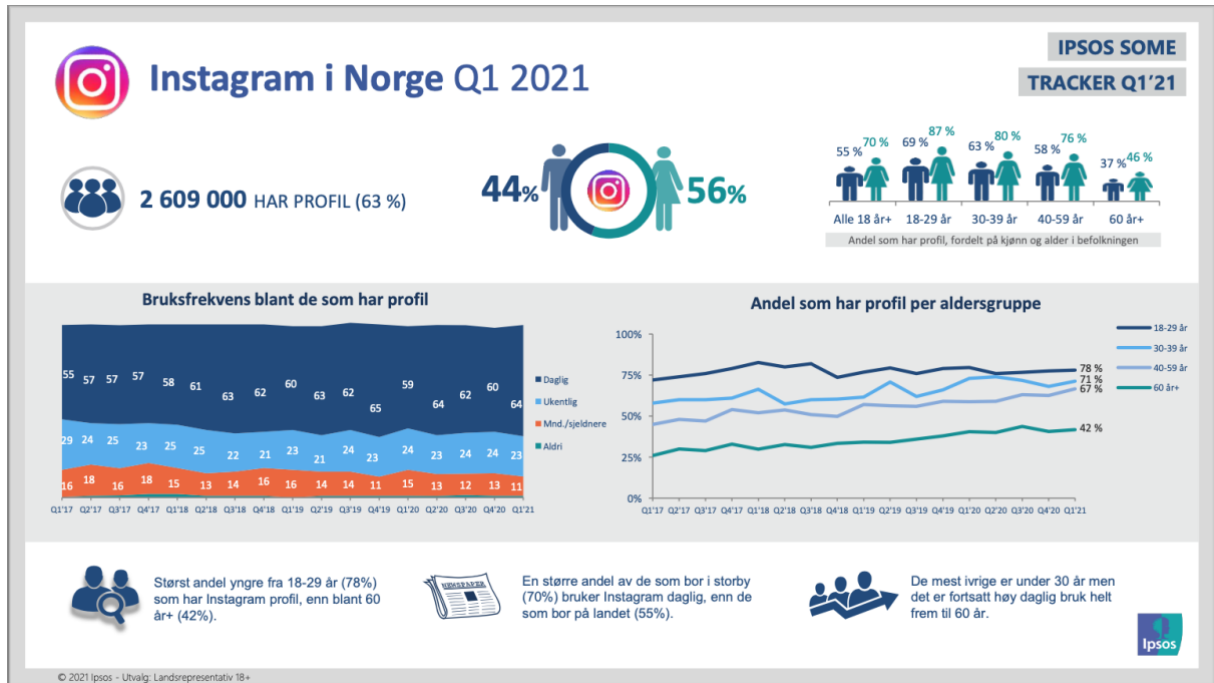 Instagram i Norge Q1 2021
IPSOS SOME
TRACKER Q1'21
2 609 000 HAR PROFIL (63 %)
44%
56%
55 % 70 % 69 % 87 % 63 % 80 % 58 % 76 % 37 % 46 %
Alle 18 år+ 18-29 år 30-39 år 40-59 år 60 år+
Andel som har profil, fordelt på kjønn og alder i befolkningen
Bruksfrekvens blant de som har profil
55 57 57 57 58 61 63 62 60 63 62 65 59 64 62 60 64
29 24 25 23 25 25 22 21 23 21 24 23 24 23 24 24 23
16 18 16 18 15 13 14 16 16 14 14 11 15 13 12 13 11
Q1'17 Q2'17 Q3'17 Q4'17 Q1'18 Q2'18 Q3'18 Q4'18 Q1'19 Q2'19 Q3'19 Q4'19 Q1'20 Q2'20 Q3'20 Q4'20 Q1'21
Daglig
Ukentlig
Mnd./sjeldnere
Aldri
Andel som har profil per aldersgruppe
100%
75%
50%
25%
0%
78 %
71 %
67 %
42 %
Q1'17 Q2'17 Q3'17 Q4'17 Q1'18 Q2'18 Q3'18 Q4'18 Q1'19 Q2'19 Q3'19 Q4'19 Q1'20 Q2'20 Q3'20 Q4'20 Q1'21
18-29 år
30-39 år
40-59 år
60 år+
Størst andel yngre fra 18-29 år (78%)
som har Instagram profil, enn blant 60
år+ (42%).
NEWSPAPER
En større andel av de som bor i storby
(70%) bruker Instagram daglig, enn de
som bor på landet (55%).
De mest ivrige er under 30 år men
det er fortsatt høy daglig bruk helt
frem til 60 år.
Ipsos
© 2021 Ipsos - Utvalg: Landsrepresentativ 18+